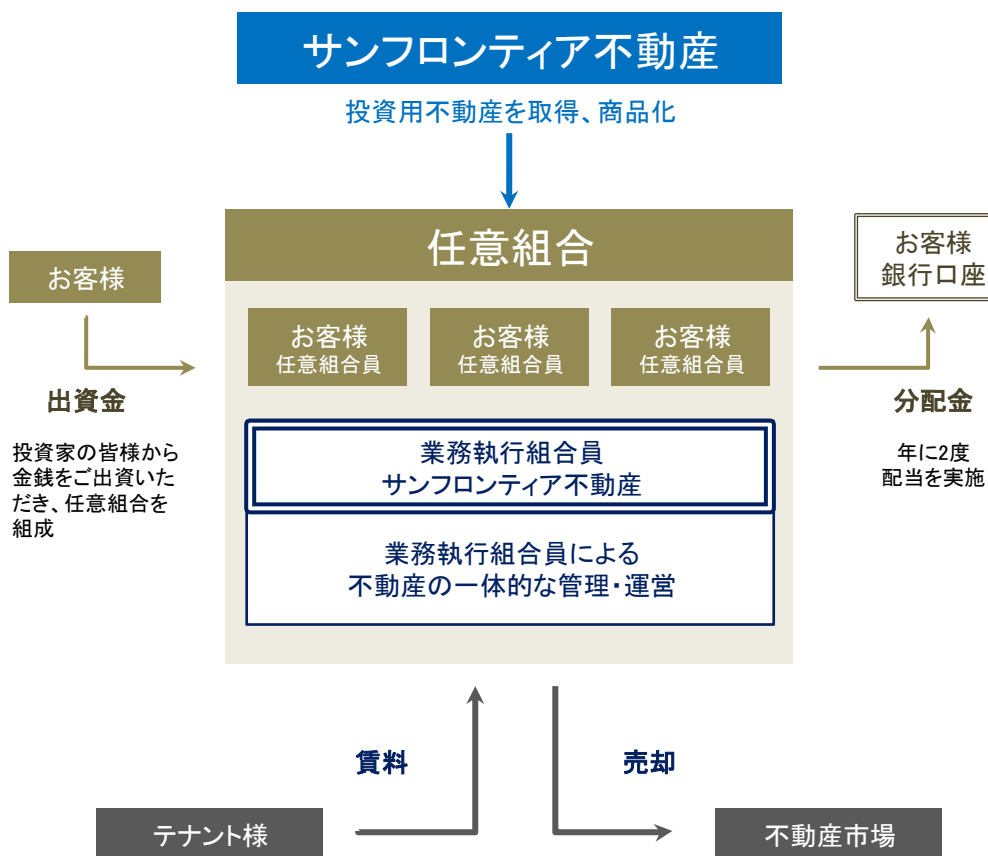 サンフロンティア不動産
投資用不動産を取得、商品化
任意組合
お客様
お客様
銀行口座
お客様
任意組合員
お客様
任意組合員
お客様
任意組合員
出資金
投資家の皆様から
金銭をご出資いた
だき、任意組合を
組成
分配金
年に2度
配当を実施
業務執行組合員
サンフロンティア不動産
業務執行組合員による
不動産の一体的な管理・運営
賃料
売却
テナント様
不動産市場